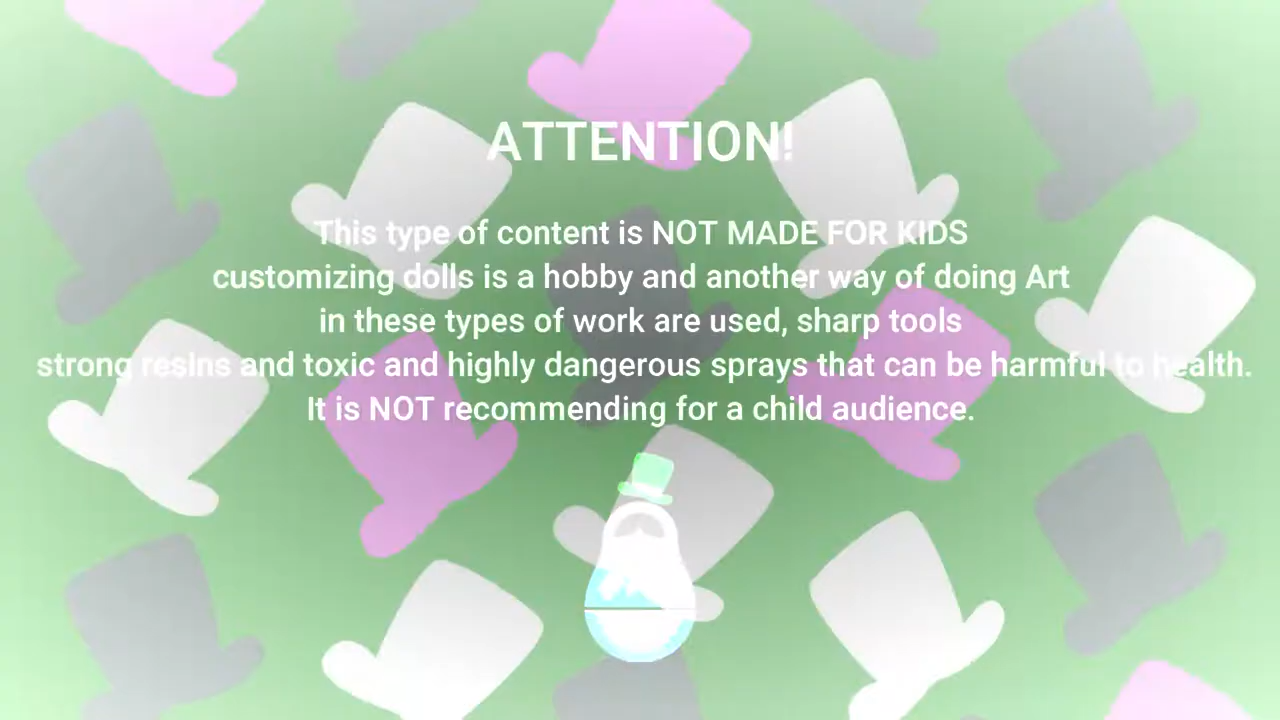 ATTENTION!
This type of content is NOT MADE FOR KIDS
customizing dolls is a hobby and another way of doing Art
in these types of work are used, sharp tools
strong resins and toxic and highly dangerous sprays that can be harmful to health.
It is NOT recommending for a child audience.